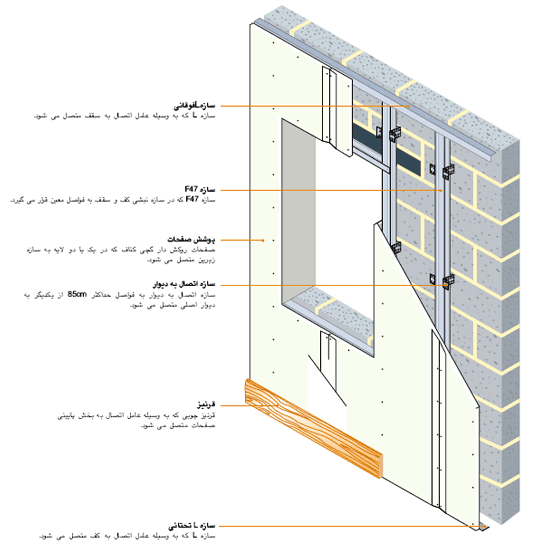 سازه Lفوقانی
سازه L که به وسیله عامل اتصال به سقف متصل می شود.
سازه F47
سازه F47 که در سازه نبشی کف و سقف به فواصل معین قرار می گیرد.
پوشش صفحات
صفحات روکش دار گچی کناف که در یک یا دو لایه به سازه
زیرین متصل می شود.
سازه اتصال به دیوار
سازه اتصال به دیوار به فواصل حداکثر 85cm از یکدیگر به
دیوار اصلی متصل می شود.
قرنیز
قرنیز چوبی که به وسیله عامل اتصال به بخش پایینی
صفحات متصل می شود.
سازه L تحتانی
سازه L که به وسیله عامل اتصال به کف متصل می شود.